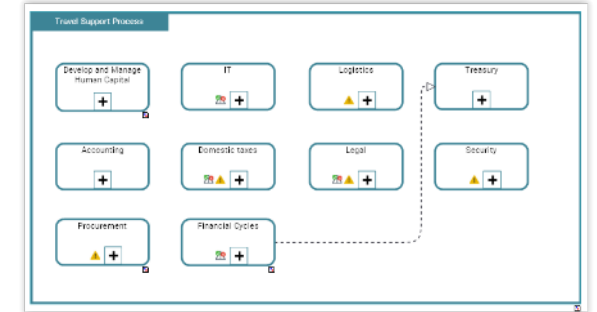 Travel Support Process
Develop and Manage
Human Capital
IT
Logistics
Treasury
Accounting
Domestic taxes
Legal
Security
Procurement
Financial Cycles